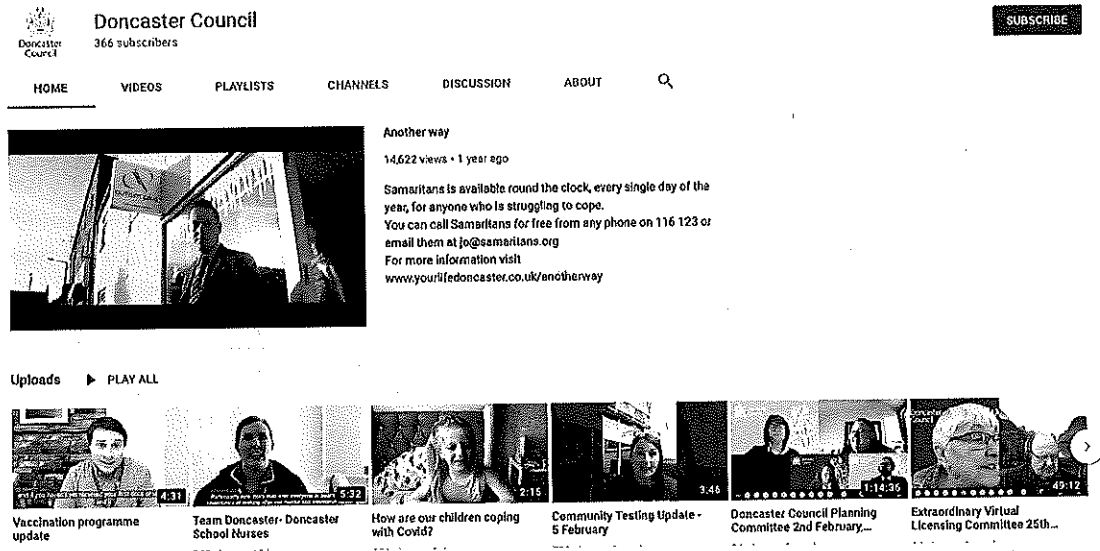 Doncaster Council
Doncaster Council
366 subscribers
SUBSCRIBE
HOME VIDEOS PLAYLISTS CHANNELS DISCUSSION ABOUT
Another way
14,622 views • 1 year ago
Samaritans is available round the clock, every single day of the
year, for anyone who is struggling to cope.
You can call Samaritans for free from any phone on 116 123 or
email them at jo@samaritans.org
For more information visit
www.yourlifedoncaster.co.uk/anotherway
Uploads PLAY ALL
4:31
5:32
2:15
3:46
1:14:36
Doncaster
Council
49:12
Vaccination programme
update
Team Doncaster- Doncaster
School Nurses
How are our children coping
with Covid?
Community Testing Update -
5 February
Doncaster Council Planning
Committee 2nd February,...
Extraordinary Virtual
Licensing Committee 25th...